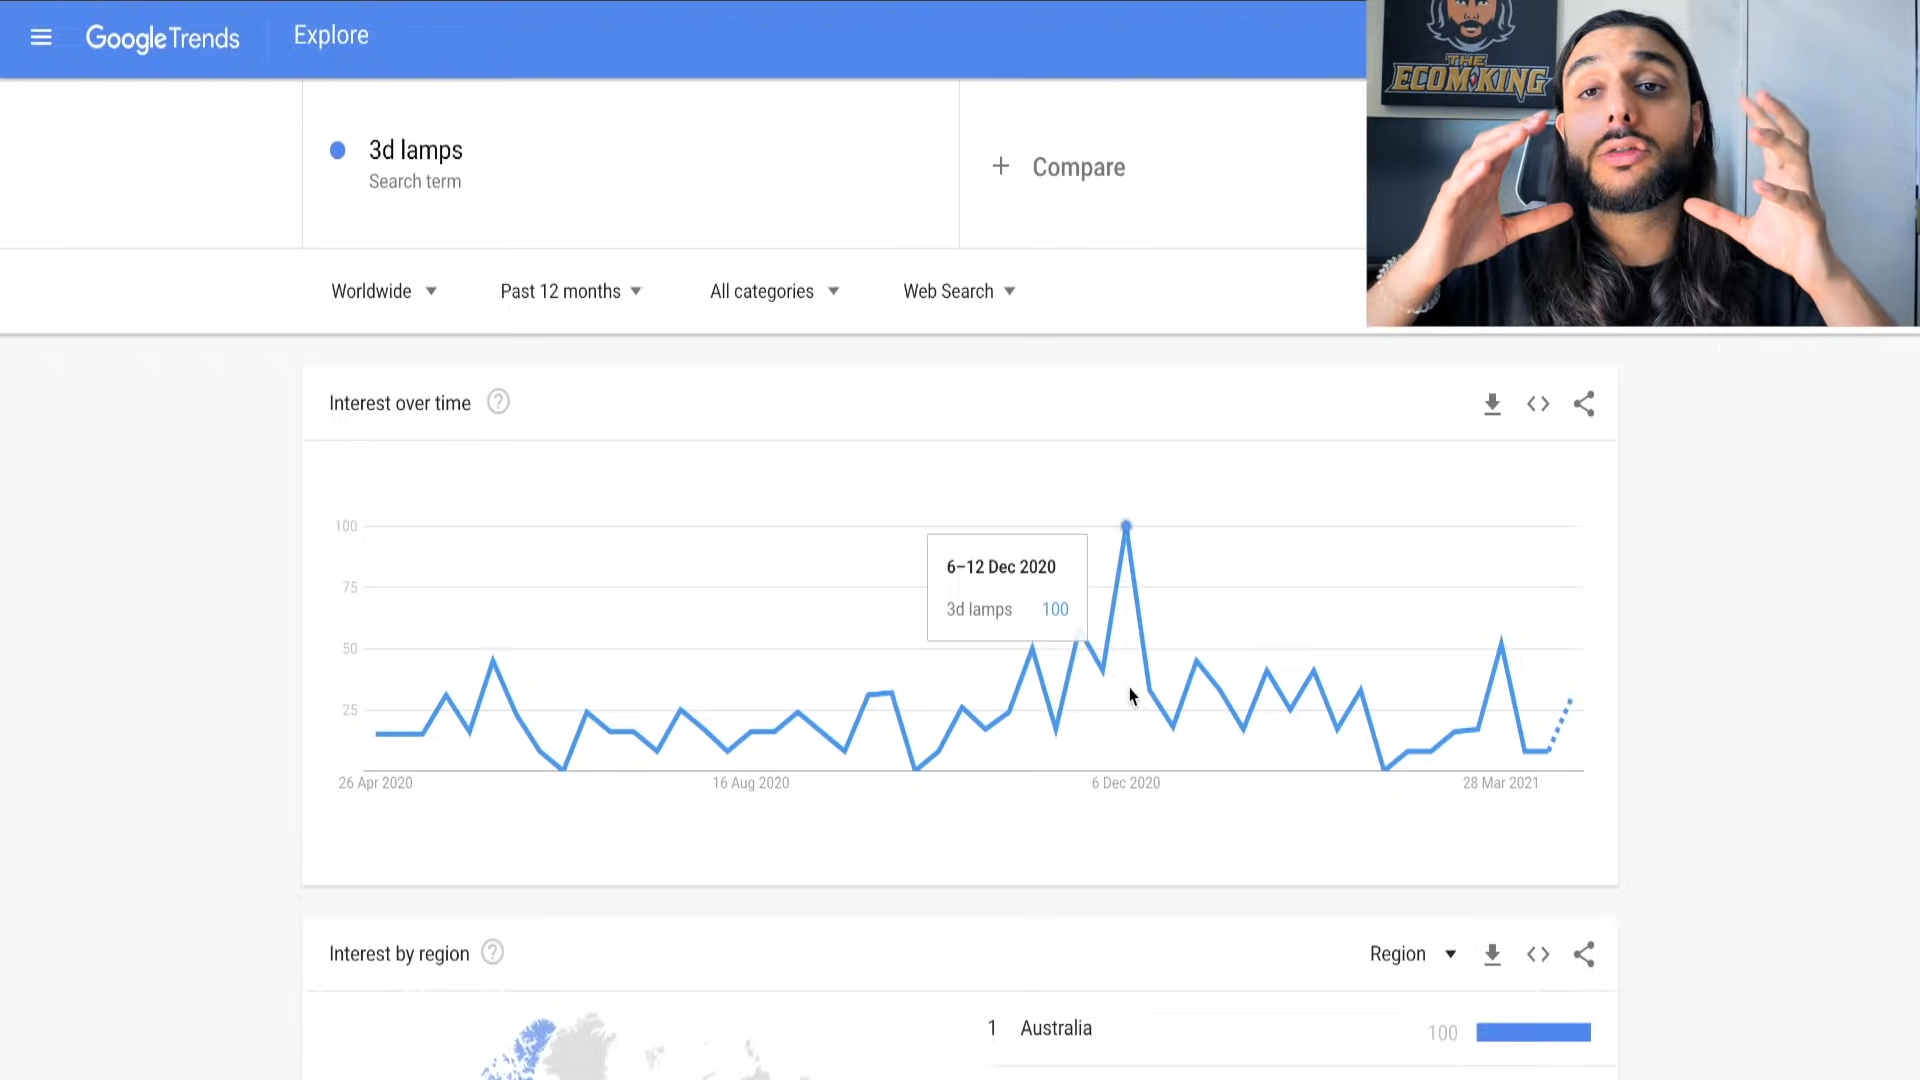 Google Trends
Explore
THE
ECOM KING
3d lamps
Search term
+ Compare
Worldwide
Past 12 months
All categories
Web Search
Interest over time
?
100
75
50
25
6–12 Dec 2020
3d lamps 100
26 Apr 2020
16 Aug 2020
6 Dec 2020
28 Mar 2021
Interest by region
?
Region
1 Australia 100